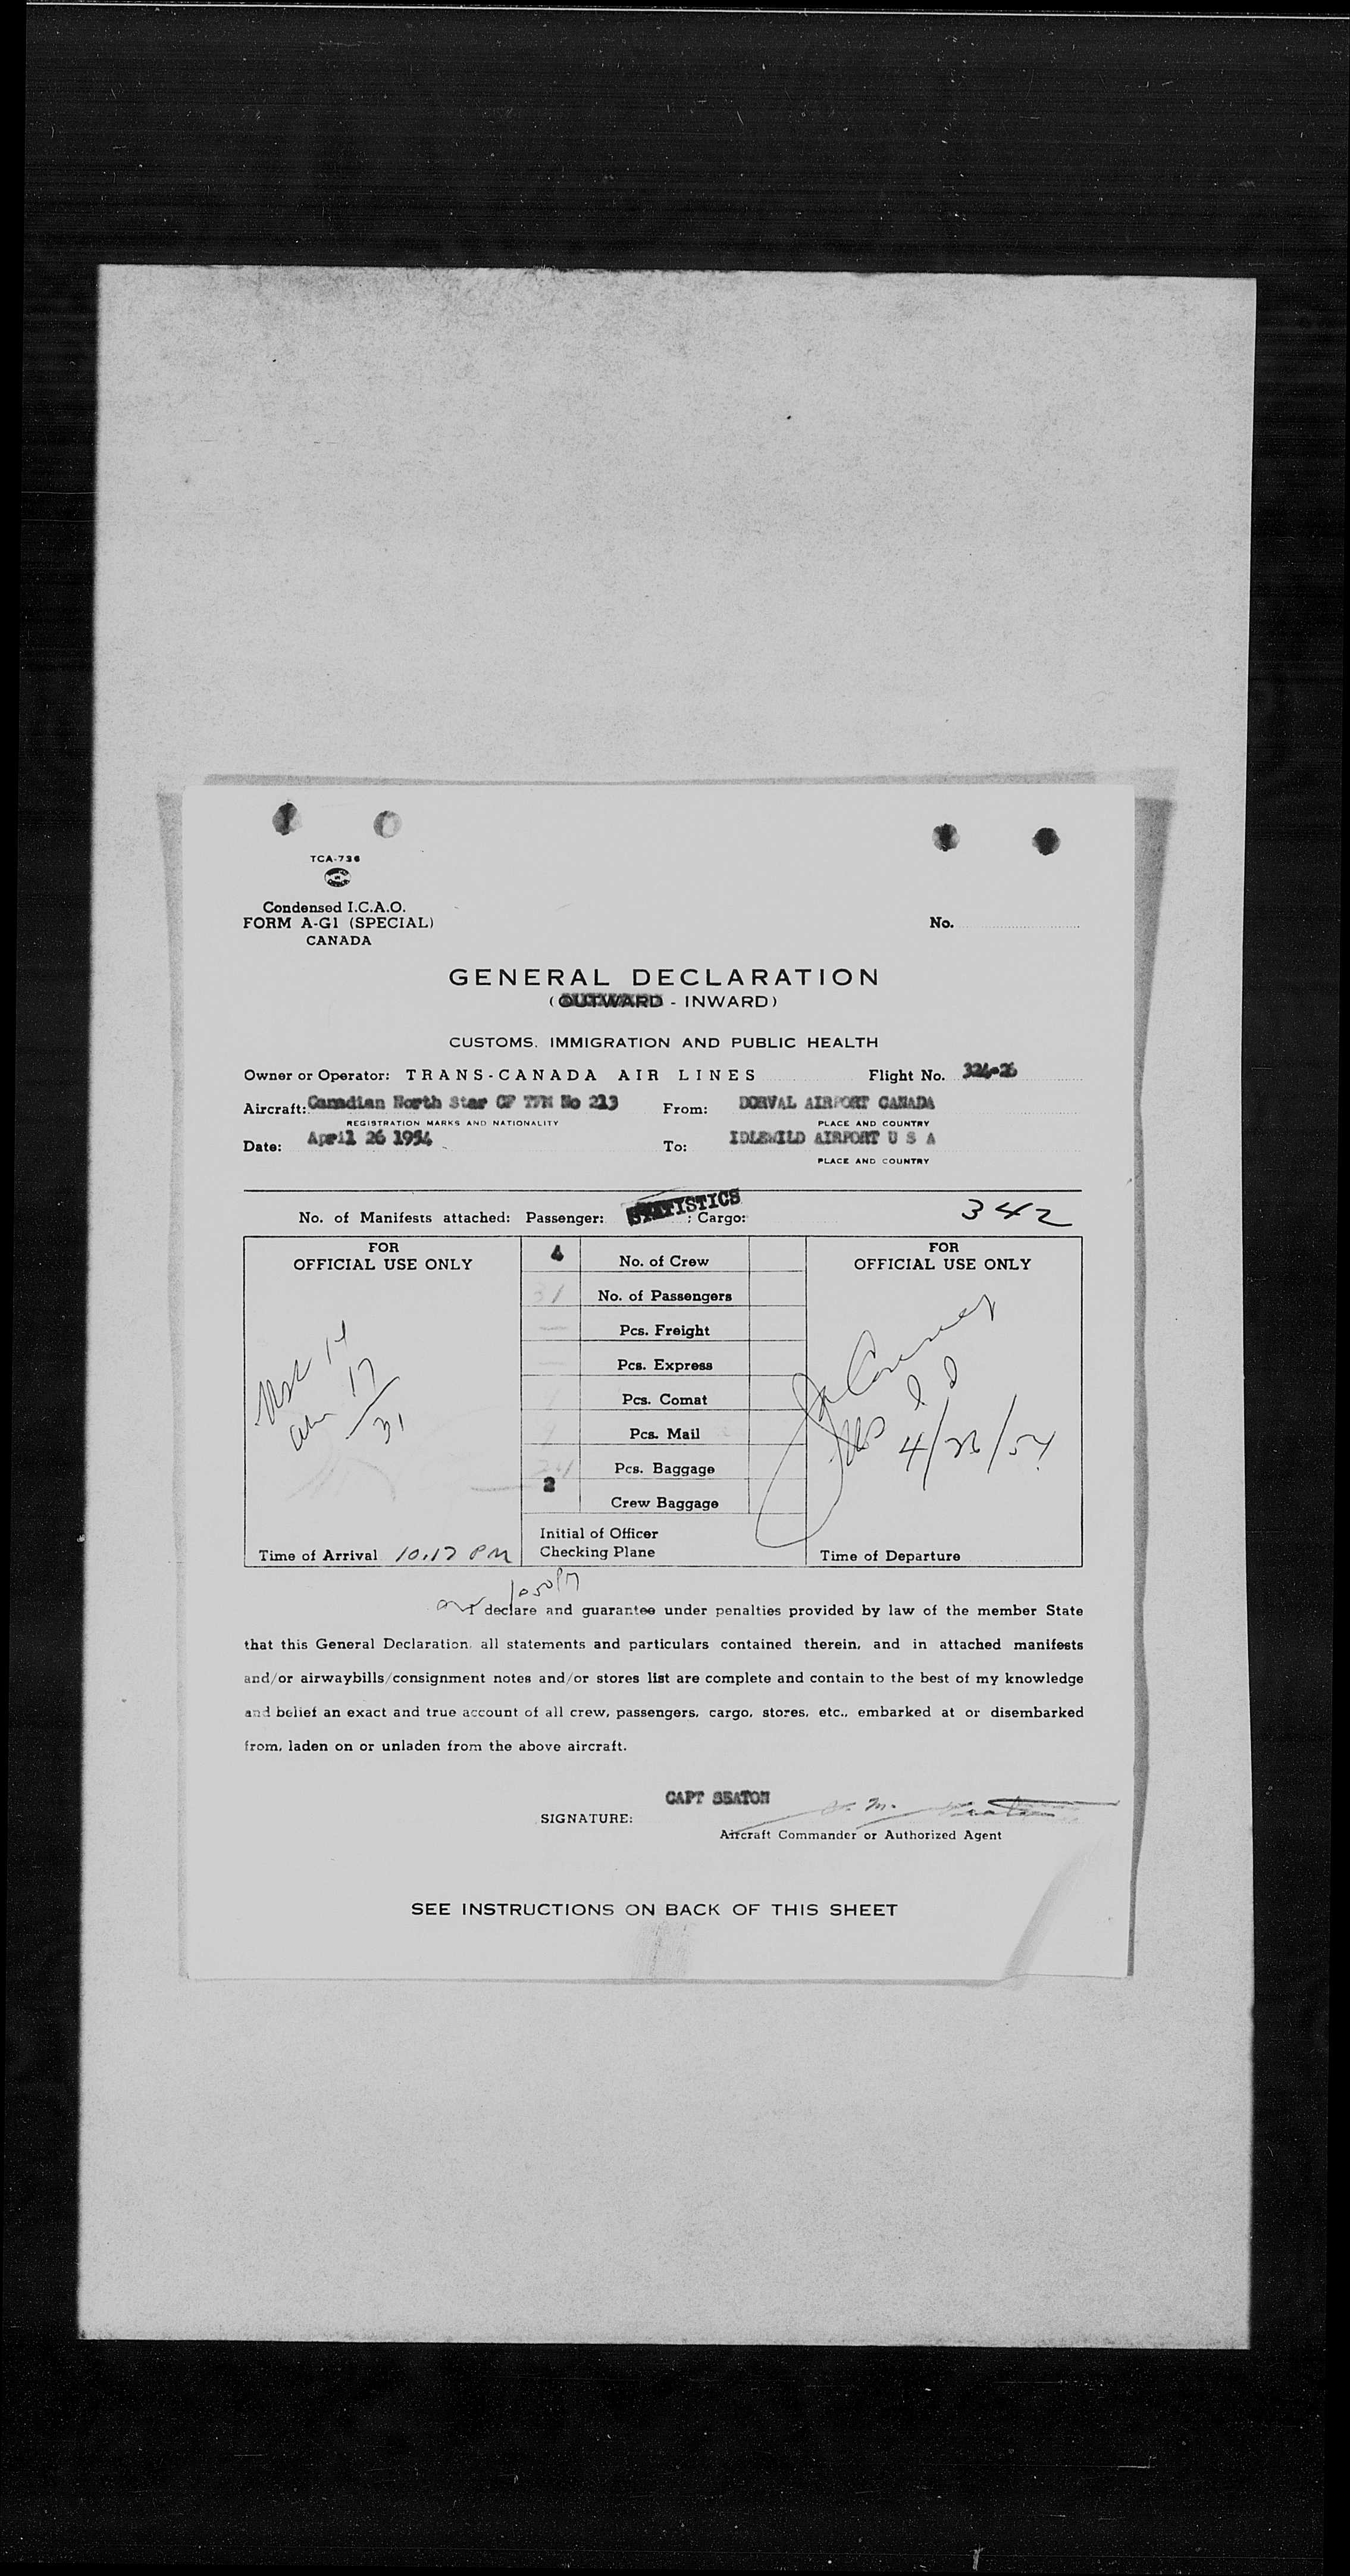 TCA-736
Condensed I.C.A.O.
FORM A-G1 (SPECIAL)
CANADA
No.
GENERAL DECLARATION
(OUTWARD - INWARD)
CUSTOMS, IMMIGRATION AND PUBLIC HEALTH
Owner or Operator: TRANS-CANADA AIR LINES Flight No. 324-26
Aircraft: Canadian North Star CF TFM No 213 From: DORVAL AIRPORT CANADA
REGISTRATION MARKS AND NATIONALITY PLACE AND COUNTRY
Date: April 26 1954 To: IDLEWILD AIRPORT U S A
PLACE AND COUNTRY
STATISTICS
No. of Manifests attached: Passenger: ; Cargo: 342
FOR
OFFICIAL USE ONLY
14
17
31
Time of Arrival 10.17 PM
4 No. of Crew
31 No. of Passengers
Pcs. Freight
Pcs. Express
Pcs. Comat
Pcs. Mail
Pcs. Baggage
2 Crew Baggage
Initial of Officer
Checking Plane
FOR
OFFICIAL USE ONLY
4/26/54
Time of Departure
1050PM
I declare and guarantee under penalties provided by law of the member State
that this General Declaration, all statements and particulars contained therein, and in attached manifests
and/or airwaybills/consignment notes and/or stores list are complete and contain to the best of my knowledge
and belief an exact and true account of all crew, passengers, cargo, stores, etc., embarked at or disembarked
from, laden on or unladen from the above aircraft.
CAPT SEATON
SIGNATURE:
Aircraft Commander or Authorized Agent
SEE INSTRUCTIONS ON BACK OF THIS SHEET